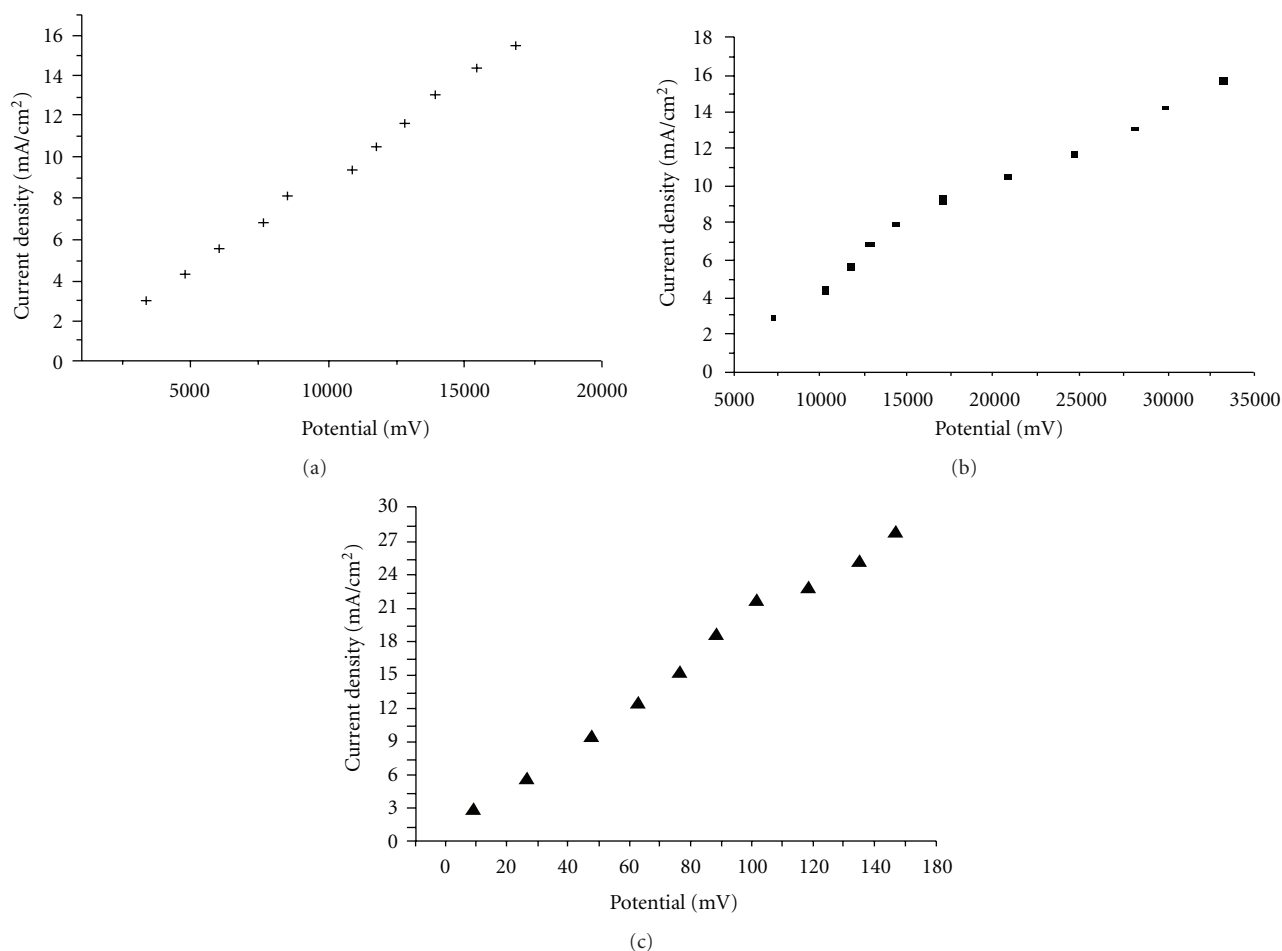 16
14
12
10
8
6
4
2
0
Current density (mA/cm²)
5000 10000 15000 20000
Potential (mV)
(a)
18
16
14
12
10
8
6
4
2
0
Current density (mA/cm²)
5000 10000 15000 20000 25000 30000 35000
Potential (mV)
(b)
30
27
24
21
18
15
12
9
6
3
0
Current density (mA/cm²)
0 20 40 60 80 100 120 140 160 180
Potential (mV)
(c)